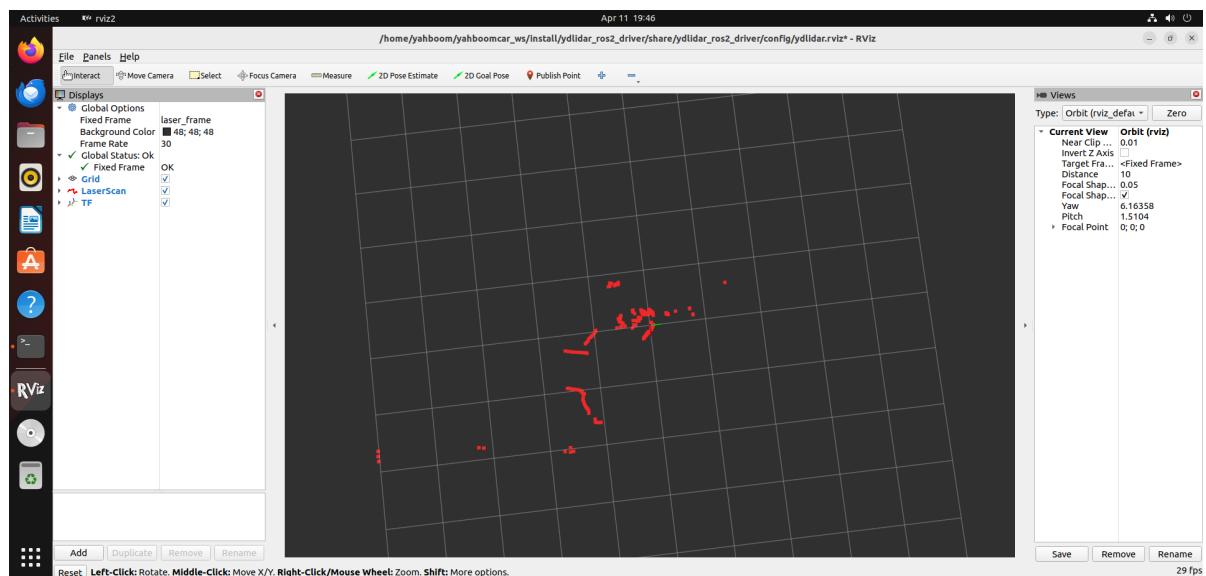 Activities rviz2 Apr 11 19:46
/home/yahboom/yahboomcar_ws/install/ydlidar_ros2_driver/share/ydlidar_ros2_driver/config/ydlidar.rviz* - RViz
File Panels Help
Interact Move Camera Select Focus Camera Measure 2D Pose Estimate 2D Goal Pose Publish Point
Displays
Global Options
Fixed Frame laser_frame
Background Color 48; 48; 48
Frame Rate 30
Global Status: Ok
Fixed Frame OK
Grid
LaserScan
TF
Add Duplicate Remove Rename
Reset Left-Click: Rotate. Middle-Click: Move X/Y. Right-Click/Mouse Wheel: Zoom. Shift: More options.
RViz
Views
Type: Orbit (rviz_defau Zero
Current View Orbit (rviz)
Near Clip ... 0.01
Invert Z Axis
Target Fra... <Fixed Frame>
Distance 10
Focal Shap... 0.05
Focal Shap...
Yaw 6.16358
Pitch 1.5104
Focal Point 0; 0; 0
Save Remove Rename
29 fps